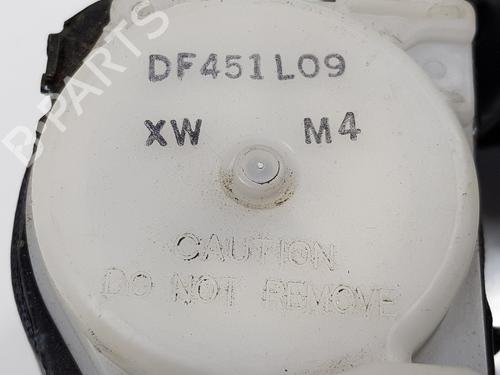 DF451L09
XW M4
CAUTION
DO NOT REMOVE
B-PARTS